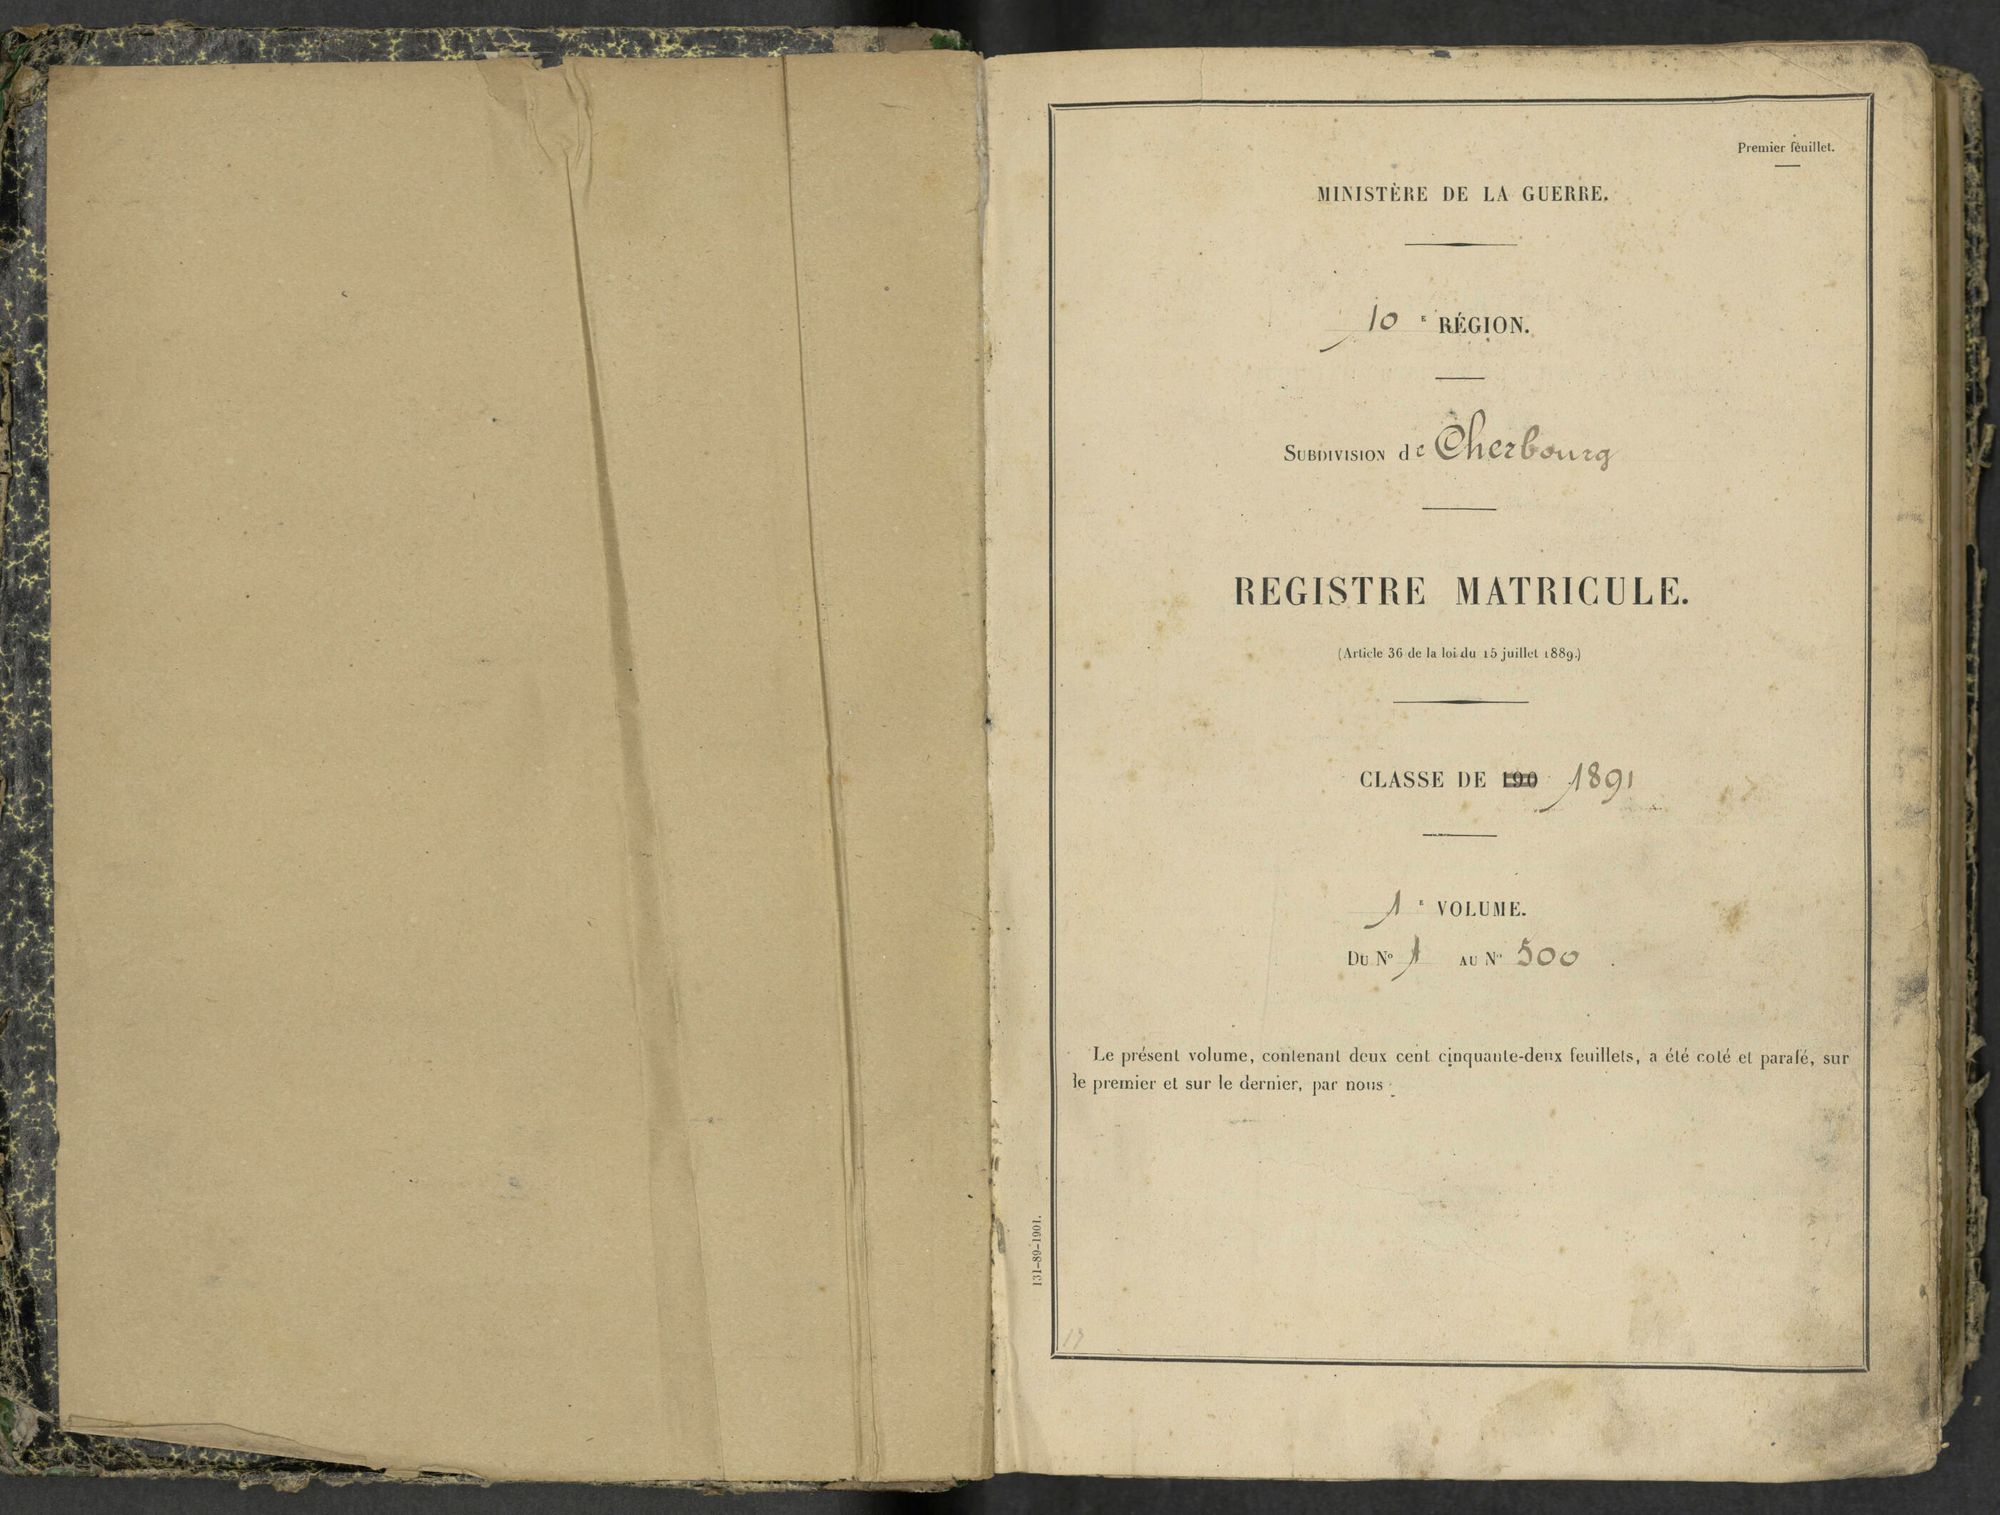 Premier feuillet.
MINISTÈRE DE LA GUERRE.
10 E RÉGION.
SUBDIVISION de Cherbourg
REGISTRE MATRICULE.
(Article 36 de la loi du 15 juillet 1889.)
CLASSE DE 190 1891
1 E VOLUME.
DU N° 1 AU N° 500
Le présent volume, contenant deux cent cinquante-deux feuillets, a été coté et parafé, sur
le premier et sur le dernier, par nous :
131-89-1901.